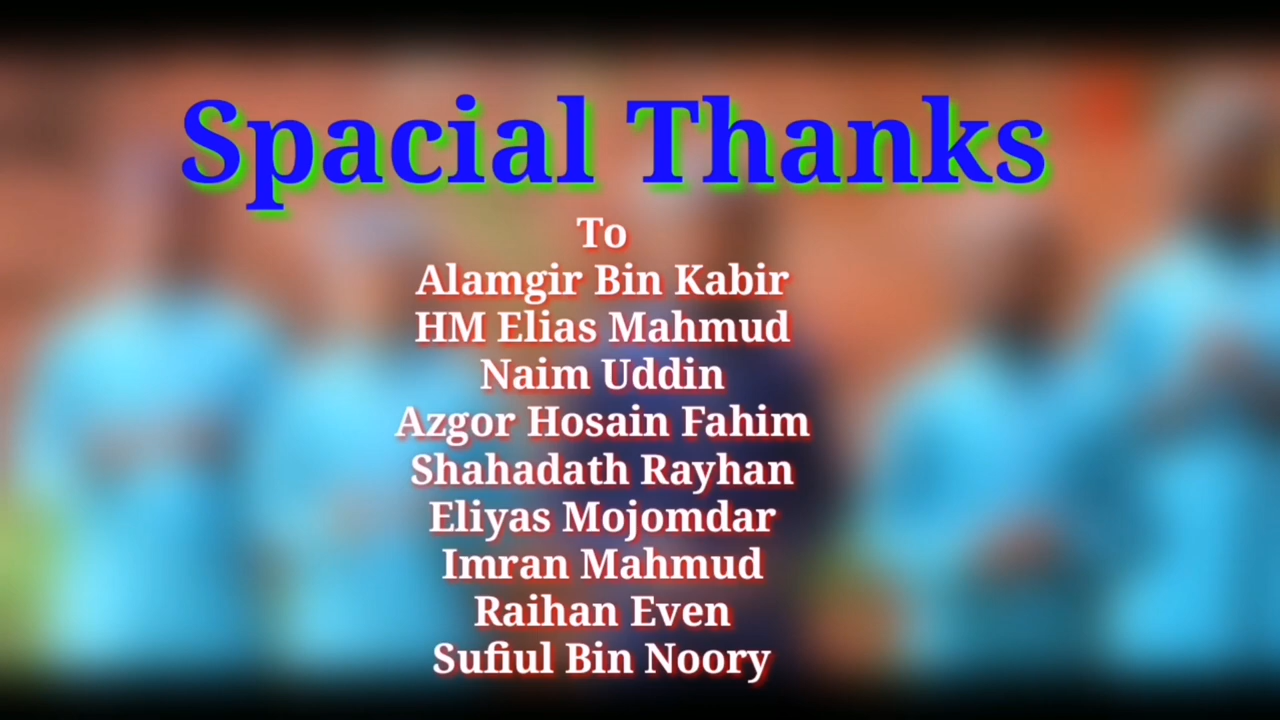 Spacial Thanks
To
Alamgir Bin Kabir
HM Elias Mahmud
Naim Uddin
Azgor Hosain Fahim
Shahadath Rayhan
Eliyas Mojomdar
Imran Mahmud
Raihan Even
Sufiul Bin Noory